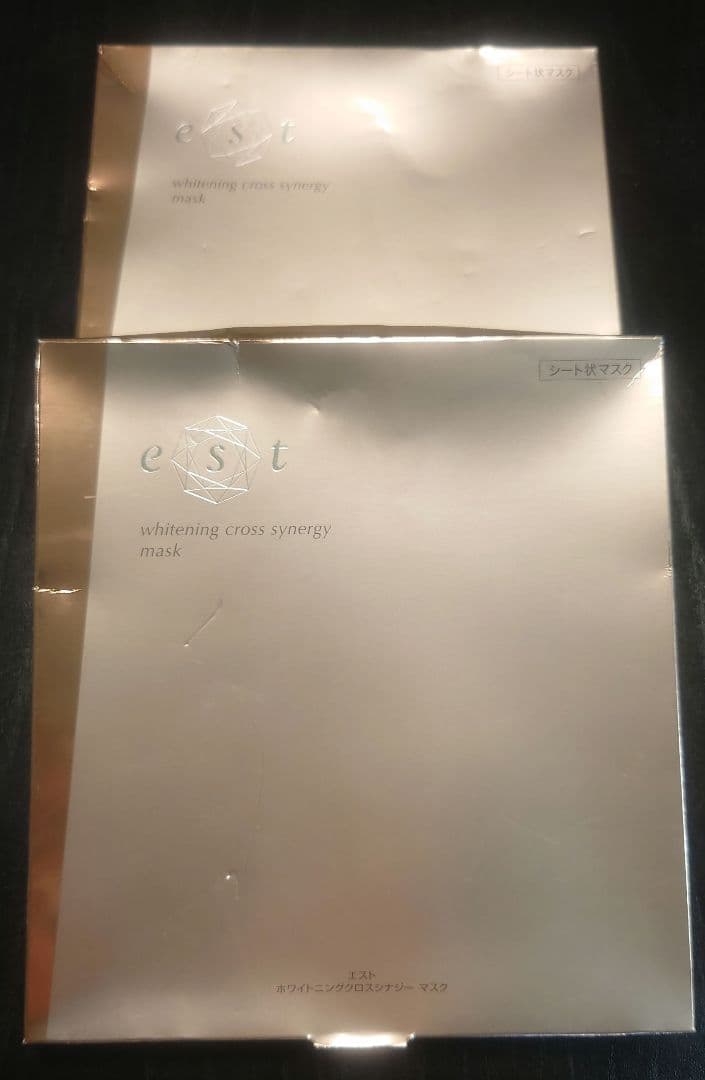 シート状マスク
e s t
whitening cross synergy
mask
シート状マスク
e s t
whitening cross synergy
mask
エスト
ホワイトニングクロスシナジー マスク